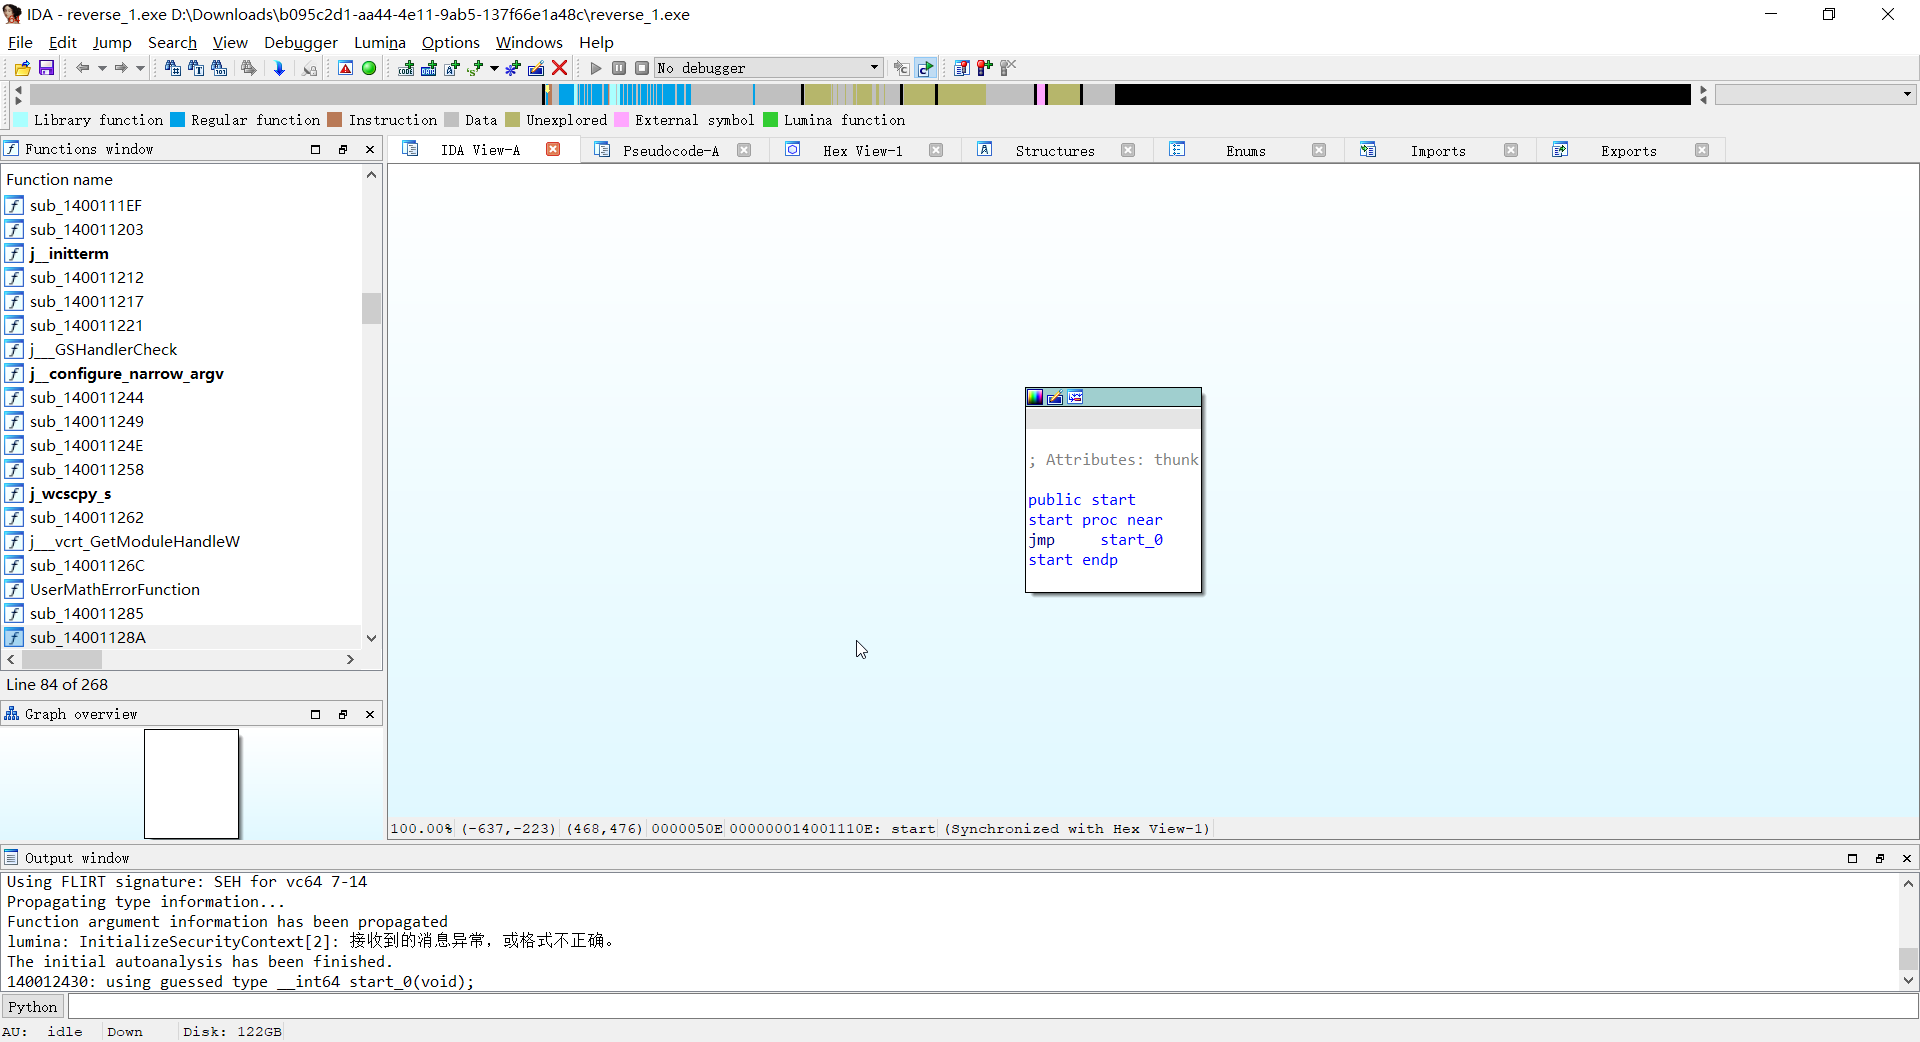 IDA - reverse_1.exe D:\Downloads\b095c2d1-aa44-4e11-9ab5-137f66e1a48c\reverse_1.exe
File Edit Jump Search View Debugger Lumina Options Windows Help
No debugger
Library function Regular function Instruction Data Unexplored External symbol Lumina function
Functions window
IDA View-A Pseudocode-A Hex View-1 Structures Enums Imports Exports
Function name
sub_1400111EF
sub_140011203
j__initterm
sub_140011212
sub_140011217
sub_140011221
j___GSHandlerCheck
j__configure_narrow_argv
sub_140011244
sub_140011249
sub_14001124E
sub_140011258
j_wcscpy_s
sub_140011262
j___vcrt_GetModuleHandleW
sub_14001126C
UserMathErrorFunction
sub_140011285
sub_14001128A
Line 84 of 268
Graph overview
; Attributes: thunk
public start
start proc near
jmp start_0
start endp
100.00% (-637,-223) (468,476) 0000050E 000000014001110E: start (Synchronized with Hex View-1)
Output window
Using FLIRT signature: SEH for vc64 7-14
Propagating type information...
Function argument information has been propagated
lumina: InitializeSecurityContext[2]: 接收到的消息异常，或格式不正确。
The initial autoanalysis has been finished.
140012430: using guessed type __int64 start_0(void);
Python
AU: idle Down Disk: 122GB